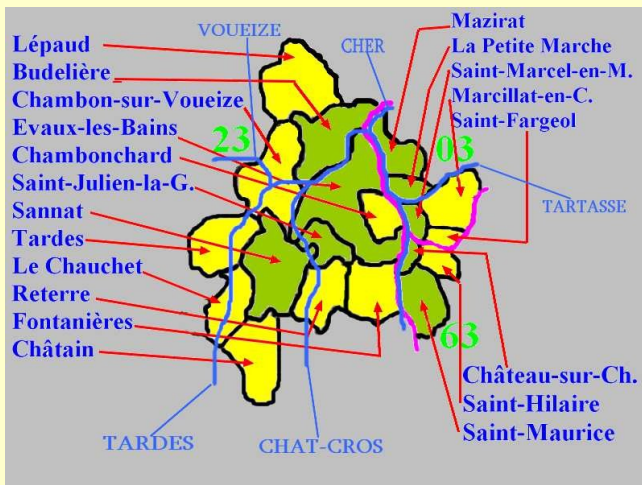 VOUEIZE
Mazirat
Lépaud
CHER
La Petite Marche
Budelière
Saint-Marcel-en-M.
Chambon-sur-Voueize
Marcillat-en-C.
Evaux-les-Bains
Saint-Fargeol
23
03
Chambonchard
Saint-Julien-la-G.
TARTASSE
Sannat
Tardes
Le Chauchet
Reterre
Fontanières
63
Châtain
Château-sur-Ch.
Saint-Hilaire
Saint-Maurice
TARDES
CHAT-CROS